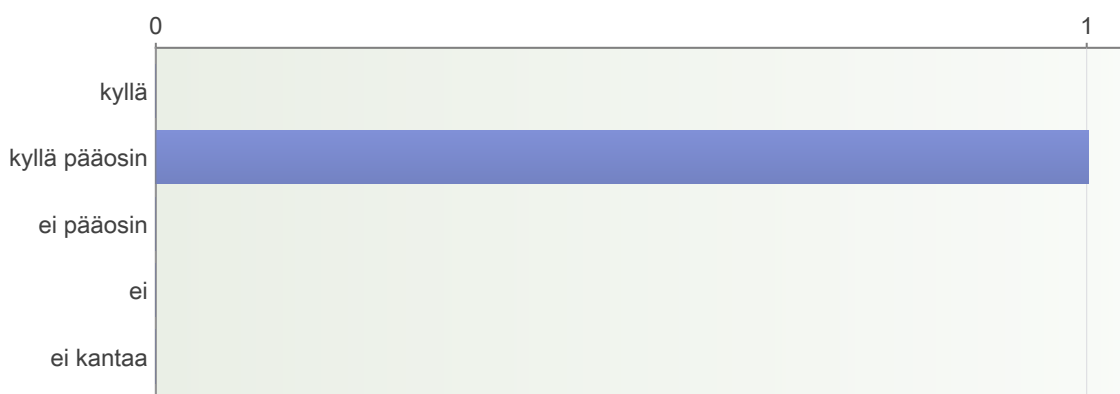 0 1
kyllä
kyllä pääosin
ei pääosin
ei
ei kantaa